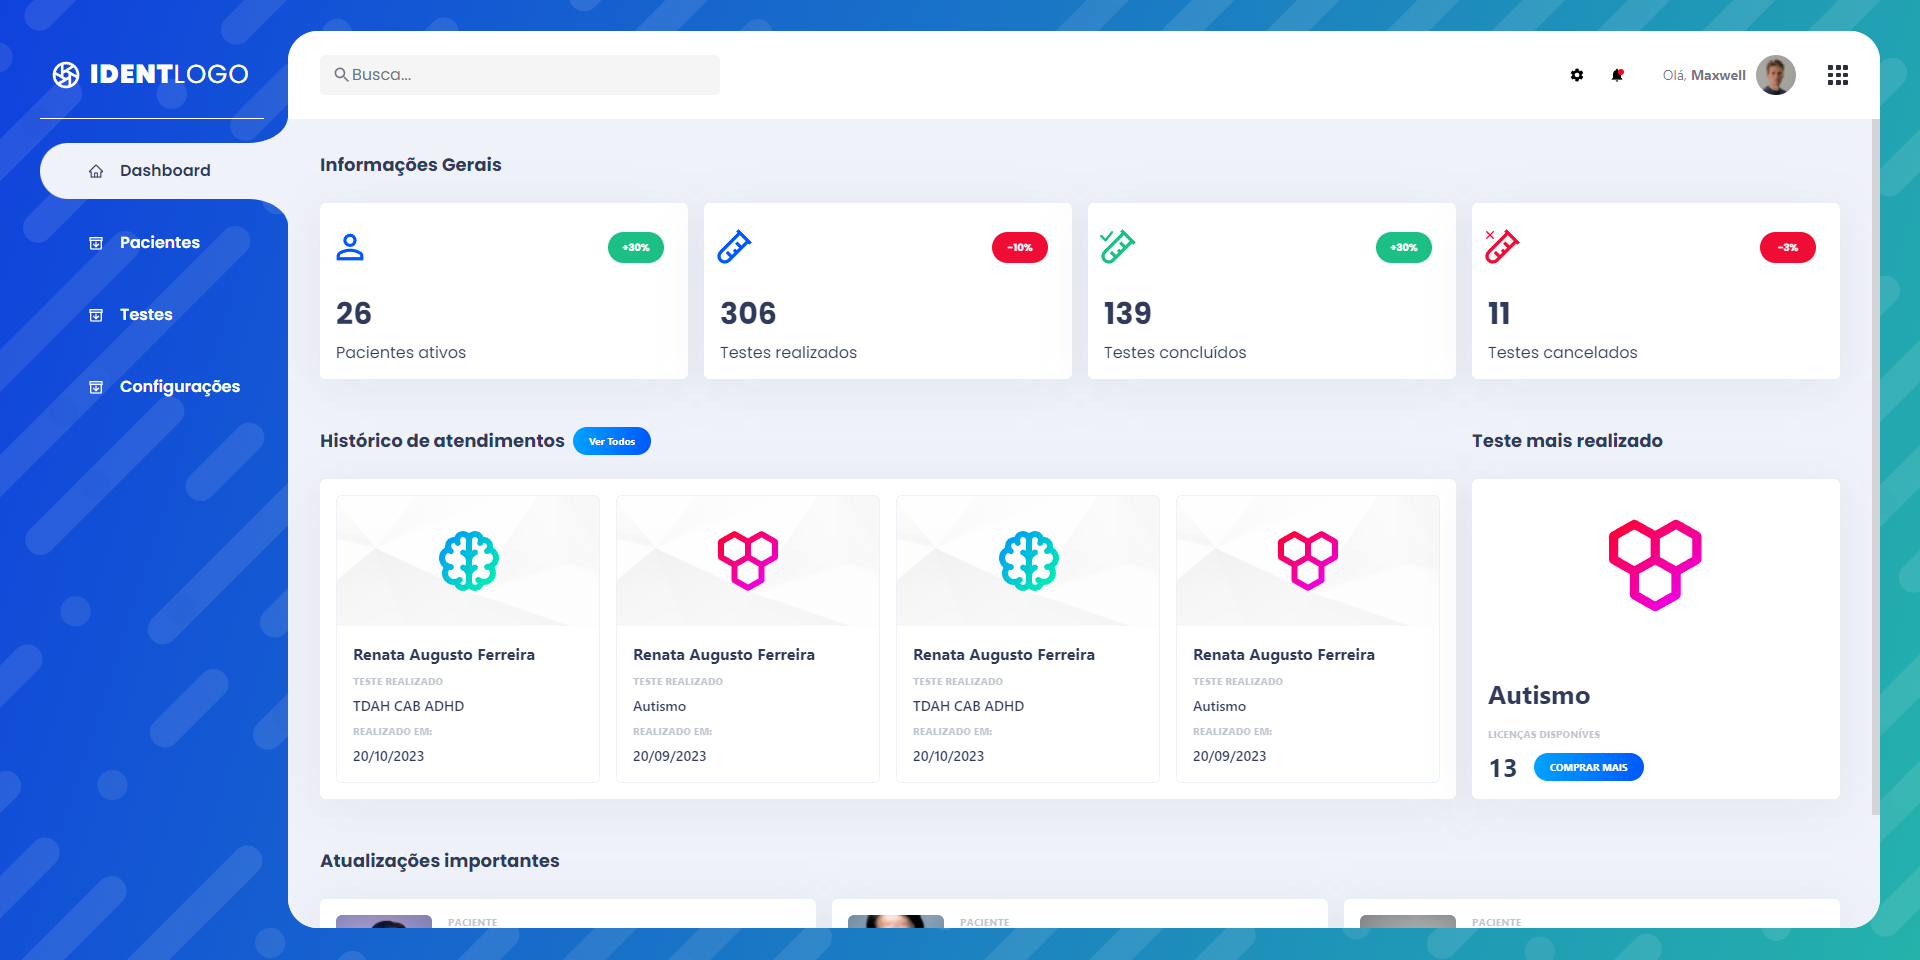 IDENTLOGO
Busca...
Olá, Maxwell
Dashboard
Pacientes
Testes
Configurações
Informações Gerais
+30%
26
Pacientes ativos
-10%
306
Testes realizados
+30%
139
Testes concluídos
-3%
11
Testes cancelados
Histórico de atendimentos
Ver Todos
Renata Augusto Ferreira
TESTE REALIZADO
TDAH CAB ADHD
REALIZADO EM:
20/10/2023
Renata Augusto Ferreira
TESTE REALIZADO
Autismo
REALIZADO EM:
20/09/2023
Renata Augusto Ferreira
TESTE REALIZADO
TDAH CAB ADHD
REALIZADO EM:
20/10/2023
Renata Augusto Ferreira
TESTE REALIZADO
Autismo
REALIZADO EM:
20/09/2023
Teste mais realizado
Autismo
LICENÇAS DISPONÍVES
13
COMPRAR MAIS
Atualizações importantes
PACIENTE
PACIENTE
PACIENTE